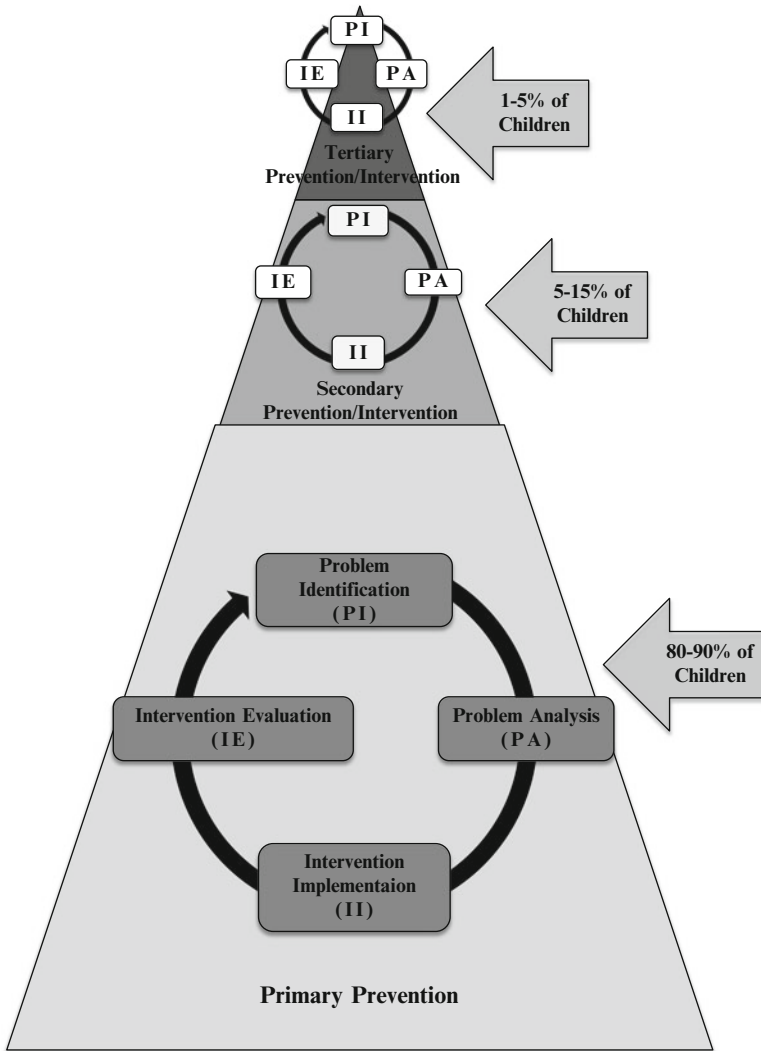 PI
IE
PA
II
1-5% of
Children
Tertiary
Prevention/Intervention
PI
IE
PA
II
5-15% of
Children
Secondary
Prevention/Intervention
Problem
Identification
(PI)
80-90% of
Children
Intervention Evaluation
(IE)
Problem Analysis
(PA)
Intervention
Implementaion
(II)
Primary Prevention